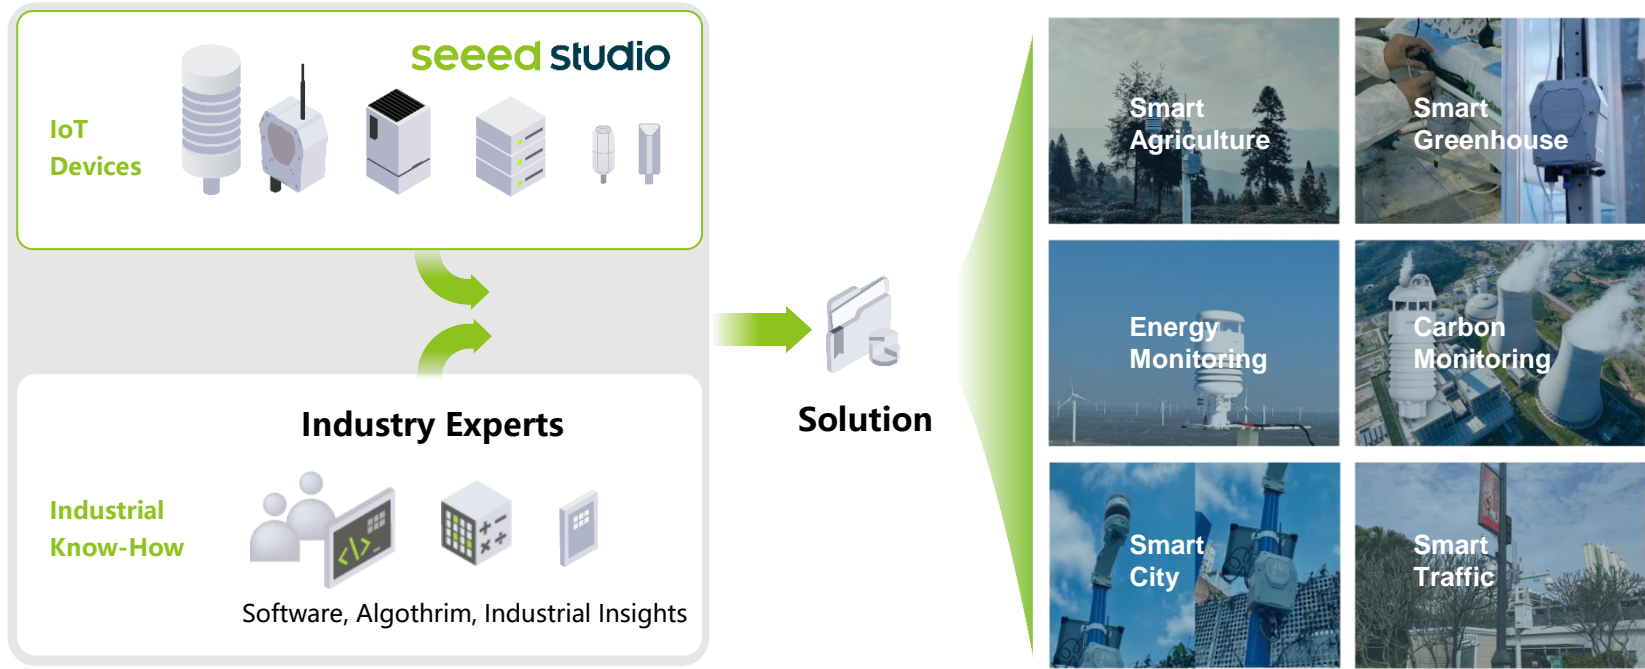 seeed studio
IoT
Devices
Industry Experts
Industrial
Know-How
</>_
Software, Algothrim, Industrial Insights
Solution
Smart
Agriculture
Smart
Greenhouse
Energy
Monitoring
Carbon
Monitoring
Smart
City
Smart
Traffic